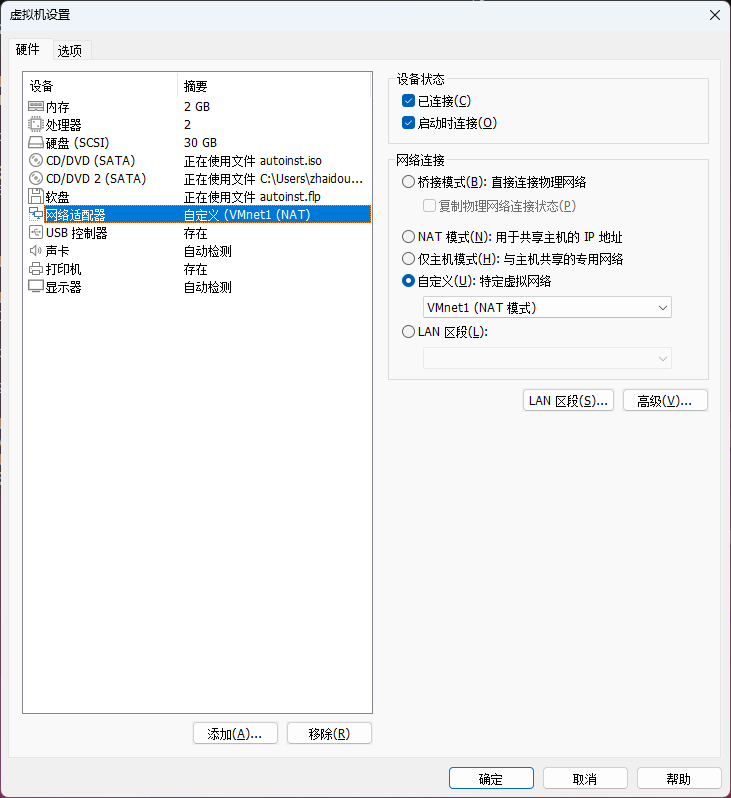 虚拟机设置
硬件 选项
设备 摘要
内存 2 GB
处理器 2
硬盘 (SCSI) 30 GB
CD/DVD (SATA) 正在使用文件 autoinst.iso
CD/DVD 2 (SATA) 正在使用文件 C:\Users\zhaidou...
软盘 正在使用文件 autoinst.flp
网络适配器 自定义 (VMnet1 (NAT)
USB 控制器 存在
声卡 自动检测
打印机 存在
显示器 自动检测
添加(A)... 移除(R)
设备状态
已连接(C)
启动时连接(O)
网络连接
桥接模式(B): 直接连接物理网络
复制物理网络连接状态(P)
NAT 模式(N): 用于共享主机的 IP 地址
仅主机模式(H): 与主机共享的专用网络
自定义(U): 特定虚拟网络
VMnet1 (NAT 模式)
LAN 区段(L):
LAN 区段(S)... 高级(V)...
确定 取消 帮助